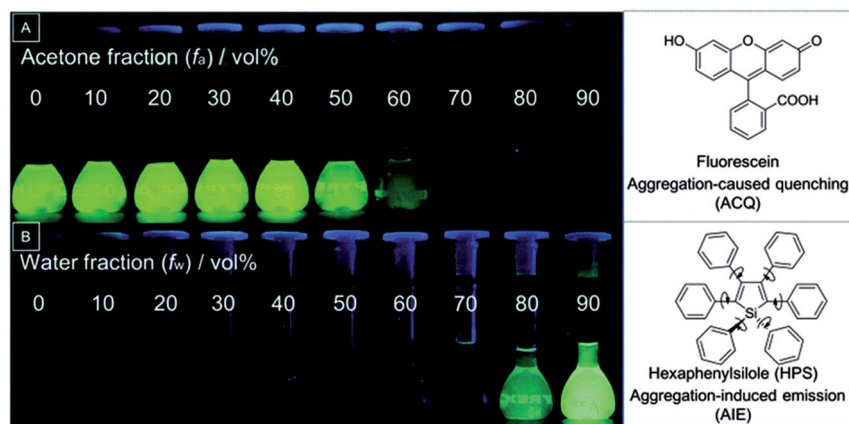 A
Acetone fraction (fa) / vol%
0 10 20 30 40 50 60 70 80 90
HO
O
O
COOH
Fluorescein
Aggregation-caused quenching
(ACQ)
B
Water fraction (fw) / vol%
0 10 20 30 40 50 60 70 80 90
Si
Hexaphenylsilole (HPS)
Aggregation-induced emission
(AIE)